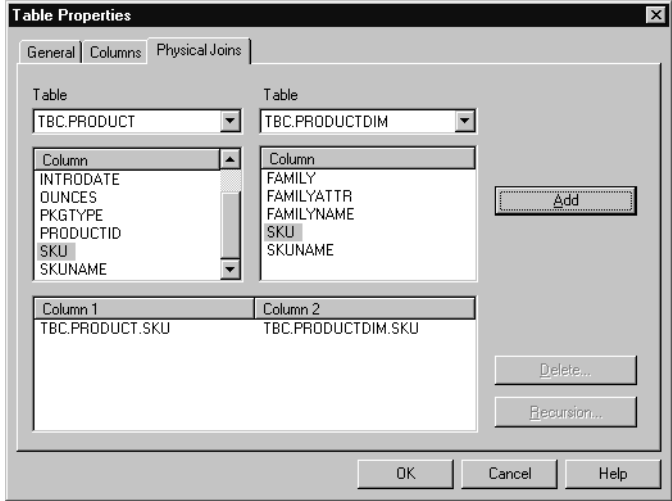 Table Properties
General Columns Physical Joins
Table Table
TBC.PRODUCT TBC.PRODUCTDIM
Column Column
INTRODATE FAMILY
OUNCES FAMILYATTR
PKGTYPE FAMILYNAME
PRODUCTID SKU
SKU SKUNAME
SKUNAME
Add
Column 1 Column 2
TBC.PRODUCT.SKU TBC.PRODUCTDIM.SKU
Delete...
Recursion...
OK Cancel Help